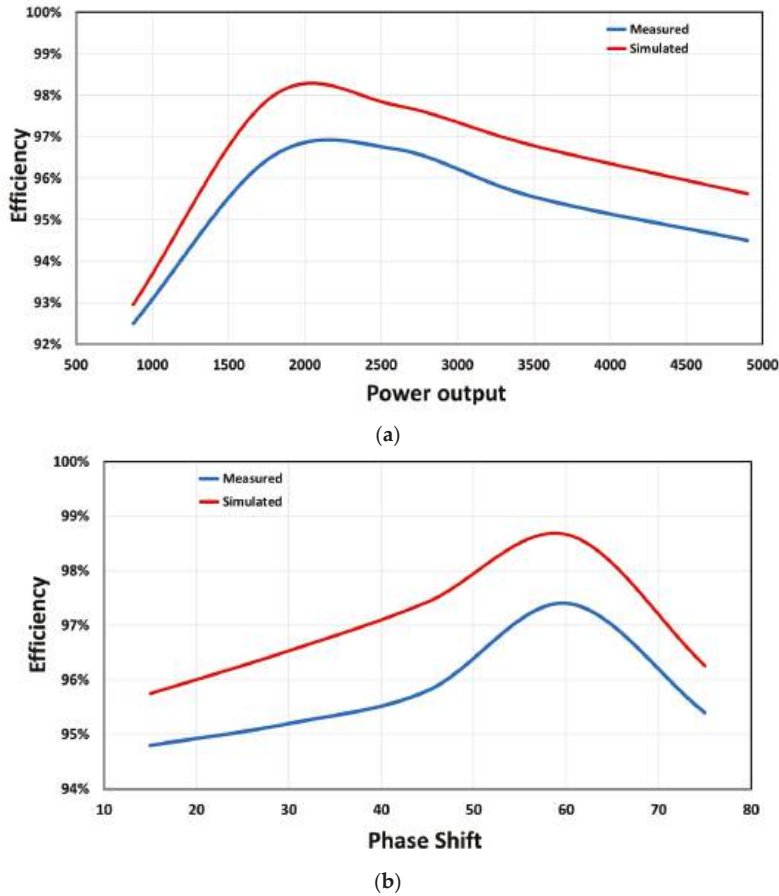 100%
99%
98%
97%
96%
95%
94%
93%
92%
Efficiency
Measured
Simulated
500 1000 1500 2000 2500 3000 3500 4000 4500 5000
Power output
(a)
100%
99%
98%
97%
96%
95%
94%
Efficiency
Measured
Simulated
10 20 30 40 50 60 70 80
Phase Shift
(b)